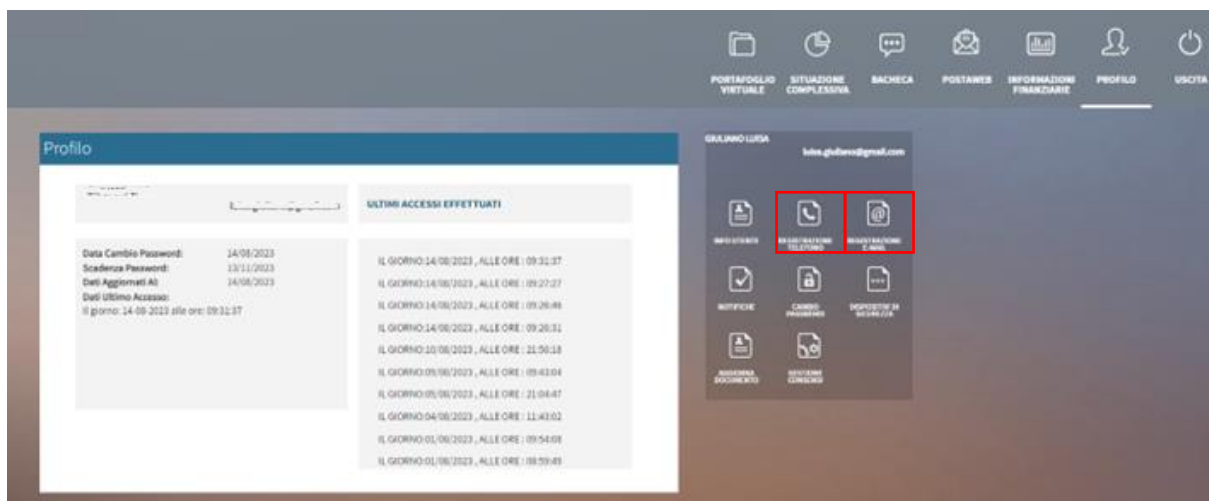 PORTAFOGLIO
VIRTUALE
SITUAZIONE
COMPLESSIVA
BACHECA
POSTAWEB
INFORMAZIONI
FINANZIARIE
PROFILO
USCITA
Profilo
ULTIMI ACCESSI EFFETTUATI
Data Cambio Password: 14/08/2023
Scadenza Password: 13/11/2023
Dati Aggiornati Al: 14/08/2023
Dati Ultimo Accesso:
Il giorno: 14-08-2023 alle ore: 09:31:37
IL GIORNO:14/08/2023 , ALLE ORE : 09:31:37
IL GIORNO:14/08/2023 , ALLE ORE : 09:27:27
IL GIORNO:14/08/2023 , ALLE ORE : 09:26:46
IL GIORNO:14/08/2023 , ALLE ORE : 09:26:31
IL GIORNO:10/08/2023 , ALLE ORE : 21:56:18
IL GIORNO:09/08/2023 , ALLE ORE : 09:43:04
IL GIORNO:05/08/2023 , ALLE ORE : 21:04:47
IL GIORNO:04/08/2023 , ALLE ORE : 11:43:02
IL GIORNO:01/08/2023 , ALLE ORE : 09:54:08
IL GIORNO:01/08/2023 , ALLE ORE : 08:59:49
GIULIANO LUISA
luisa.giuliano@gmail.com
INFO UTENTE
REGISTRAZIONE
TELEFONO
REGISTRAZIONE
E-MAIL
NOTIFICHE
CAMBIO
PASSWORD
DISPOSITIVI DI
SICUREZZA
AGGIORNA
DOCUMENTO
GESTIONE
CONSENSI